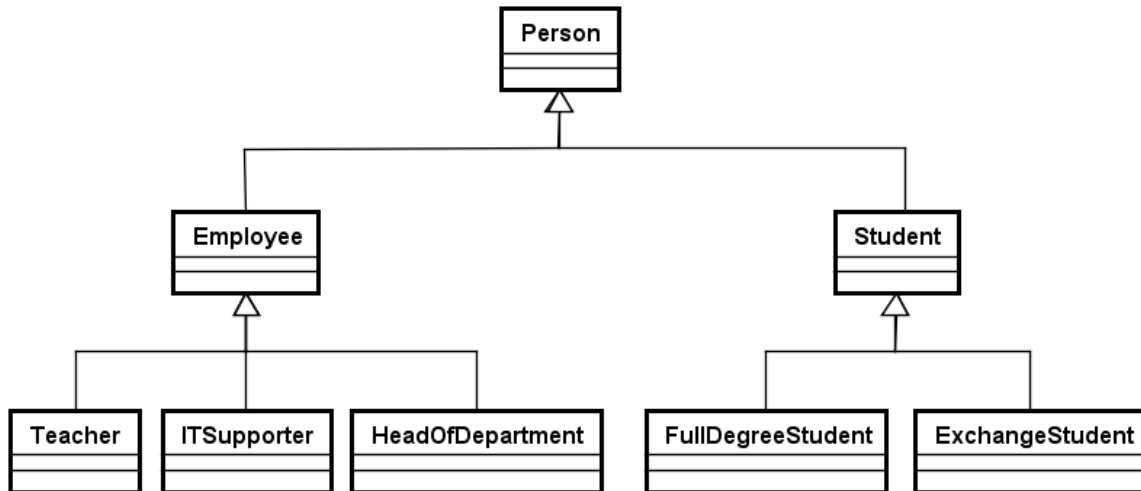 Person
Employee
Student
Teacher
ITSupporter
HeadOfDepartment
FullDegreeStudent
ExchangeStudent